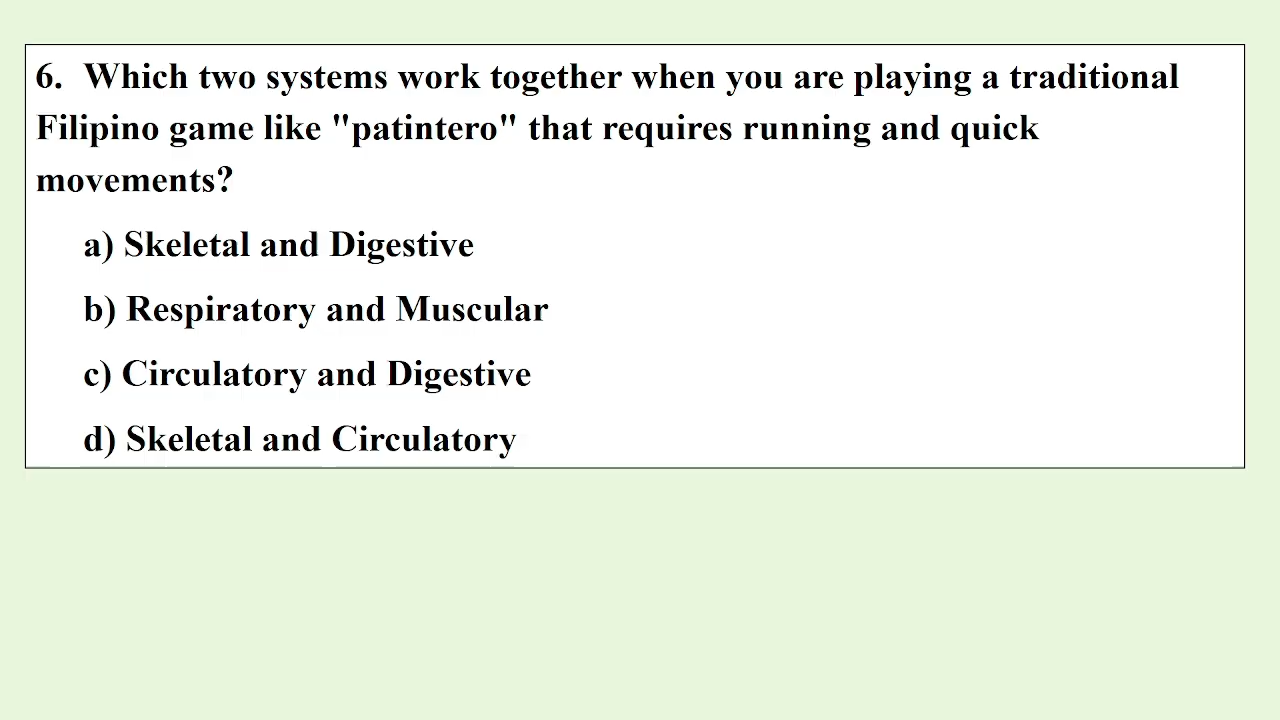 6. Which two systems work together when you are playing a traditional
Filipino game like "patintero" that requires running and quick
movements?
a) Skeletal and Digestive
b) Respiratory and Muscular
c) Circulatory and Digestive
d) Skeletal and Circulatory